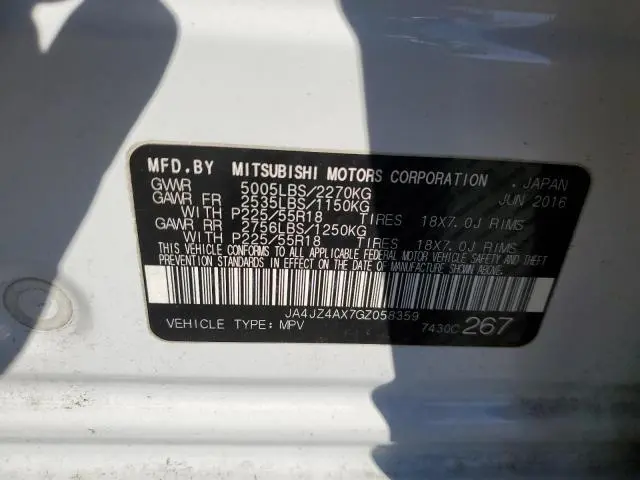 MFD.BY MITSUBISHI MOTORS CORPORATION . JAPAN
GVWR 5005LBS/2270KG JUN 2016
GAWR FR 2535LBS/1150KG
WITH P225/55R18 TIRES 18X7.0J RIMS
GAWR RR 2756LBS/1250KG
WITH P225/55R18 TIRES 18X7.0J RIMS
THIS VEHICLE CONFORMS TO ALL APPLICABLE FEDERAL MOTOR VEHICLE SAFETY AND THEFT
PREVENTION STANDARDS IN EFFECT ON THE DATE OF MANUFACTURE SHOWN ABOVE.
JA4JZ4AX7GZ058359
VEHICLE TYPE: MPV 7430C 267